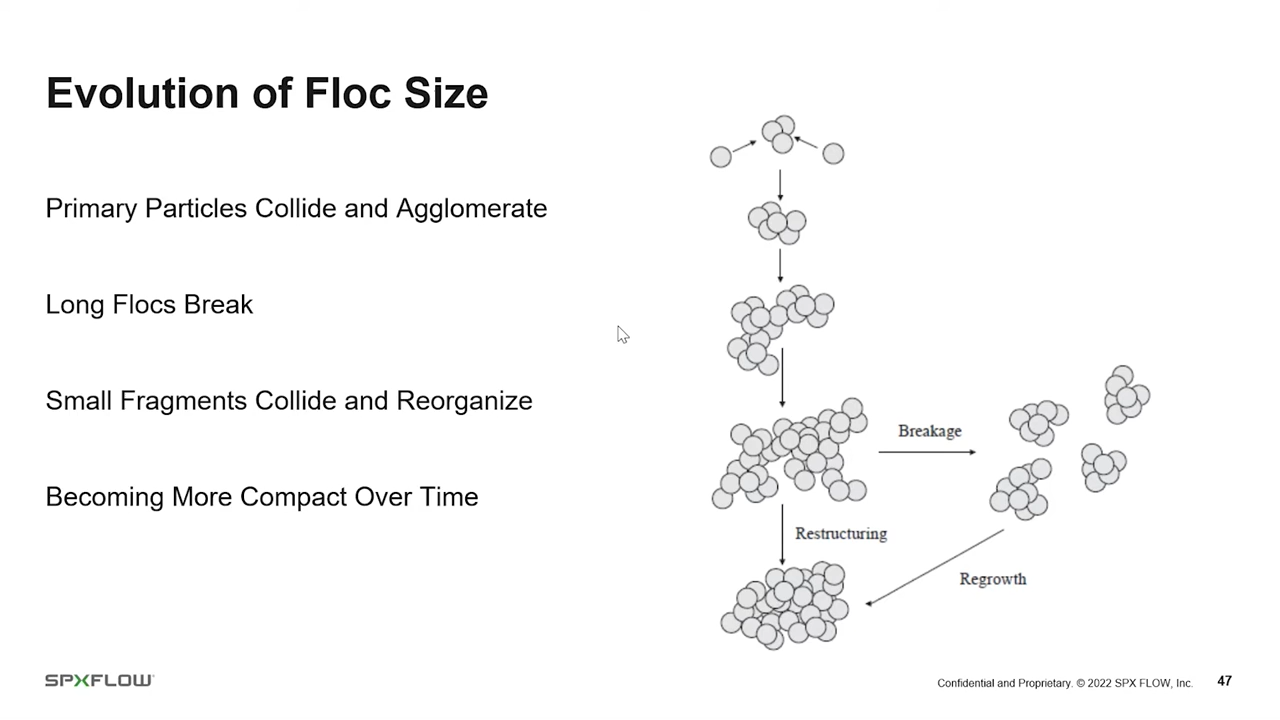 Evolution of Floc Size
Primary Particles Collide and Agglomerate
Long Flocs Break
Small Fragments Collide and Reorganize
Becoming More Compact Over Time
Breakage
Restructuring
Regrowth
SPXFLOW
Confidential and Proprietary. © 2022 SPX FLOW, Inc.
47